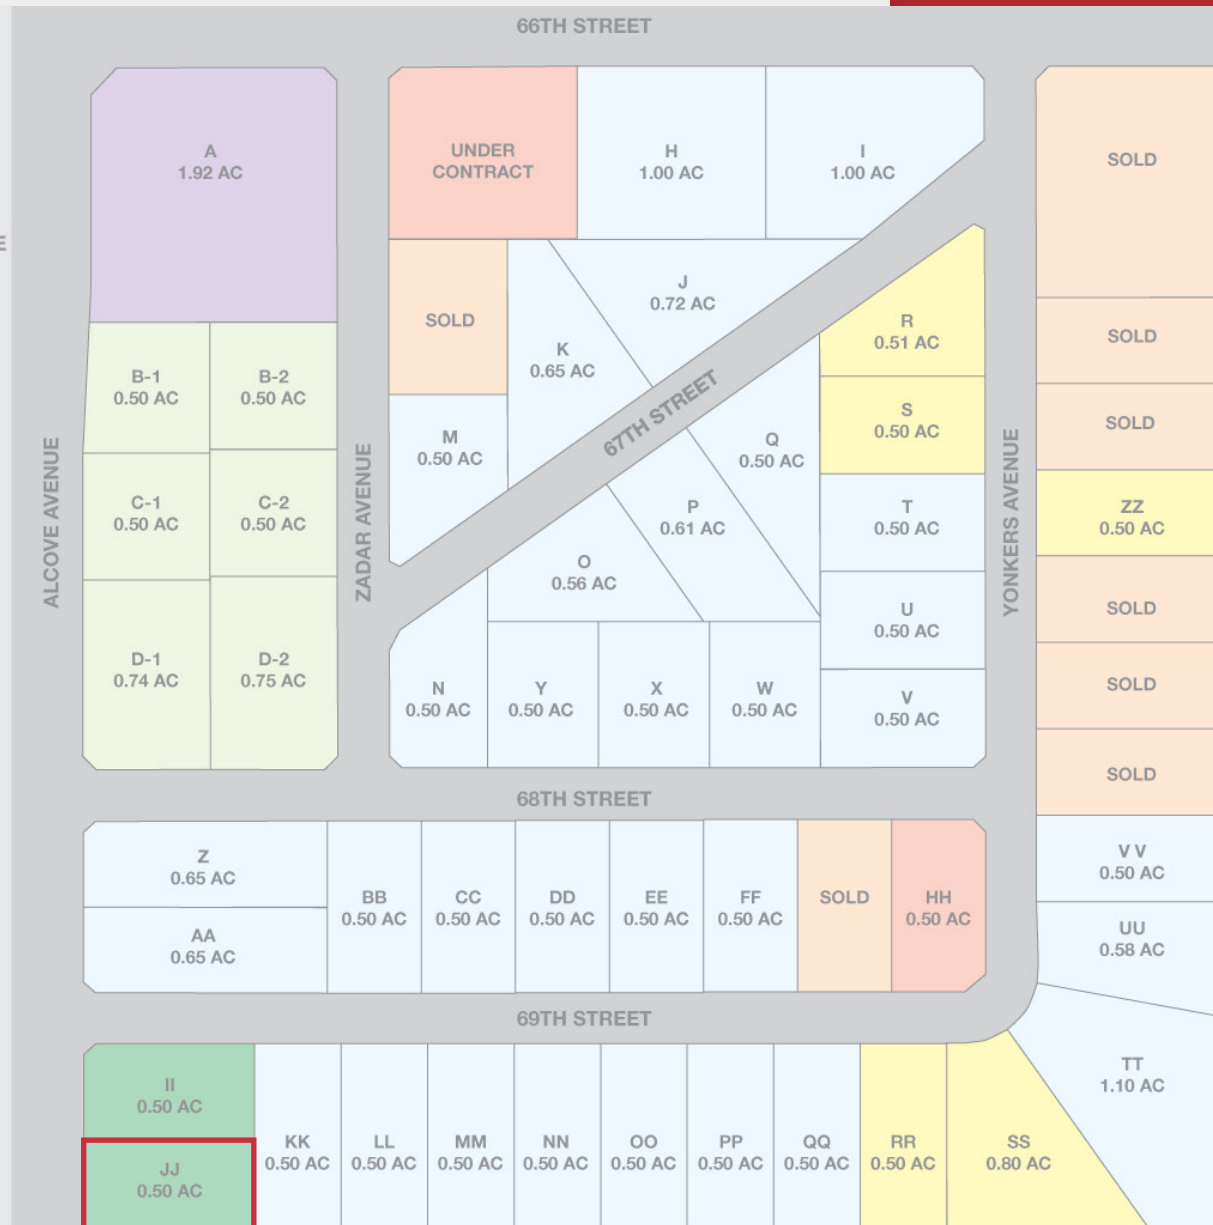 66TH STREET
A
1.92 AC
UNDER
CONTRACT
H
1.00 AC
I
1.00 AC
SOLD
SOLD
J
0.72 AC
K
0.65 AC
R
0.51 AC
SOLD
B-1
0.50 AC
B-2
0.50 AC
67TH STREET
S
0.50 AC
SOLD
M
0.50 AC
Q
0.50 AC
ALCOVE AVENUE
ZADAR AVENUE
YONKERS AVENUE
C-1
0.50 AC
C-2
0.50 AC
P
0.61 AC
T
0.50 AC
ZZ
0.50 AC
O
0.56 AC
U
0.50 AC
SOLD
D-1
0.74 AC
D-2
0.75 AC
N
0.50 AC
Y
0.50 AC
X
0.50 AC
W
0.50 AC
V
0.50 AC
SOLD
SOLD
68TH STREET
Z
0.65 AC
AA
0.65 AC
BB
0.50 AC
CC
0.50 AC
DD
0.50 AC
EE
0.50 AC
FF
0.50 AC
SOLD
HH
0.50 AC
V V
0.50 AC
UU
0.58 AC
69TH STREET
II
0.50 AC
TT
1.10 AC
JJ
0.50 AC
KK
0.50 AC
LL
0.50 AC
MM
0.50 AC
NN
0.50 AC
OO
0.50 AC
PP
0.50 AC
QQ
0.50 AC
RR
0.50 AC
SS
0.80 AC